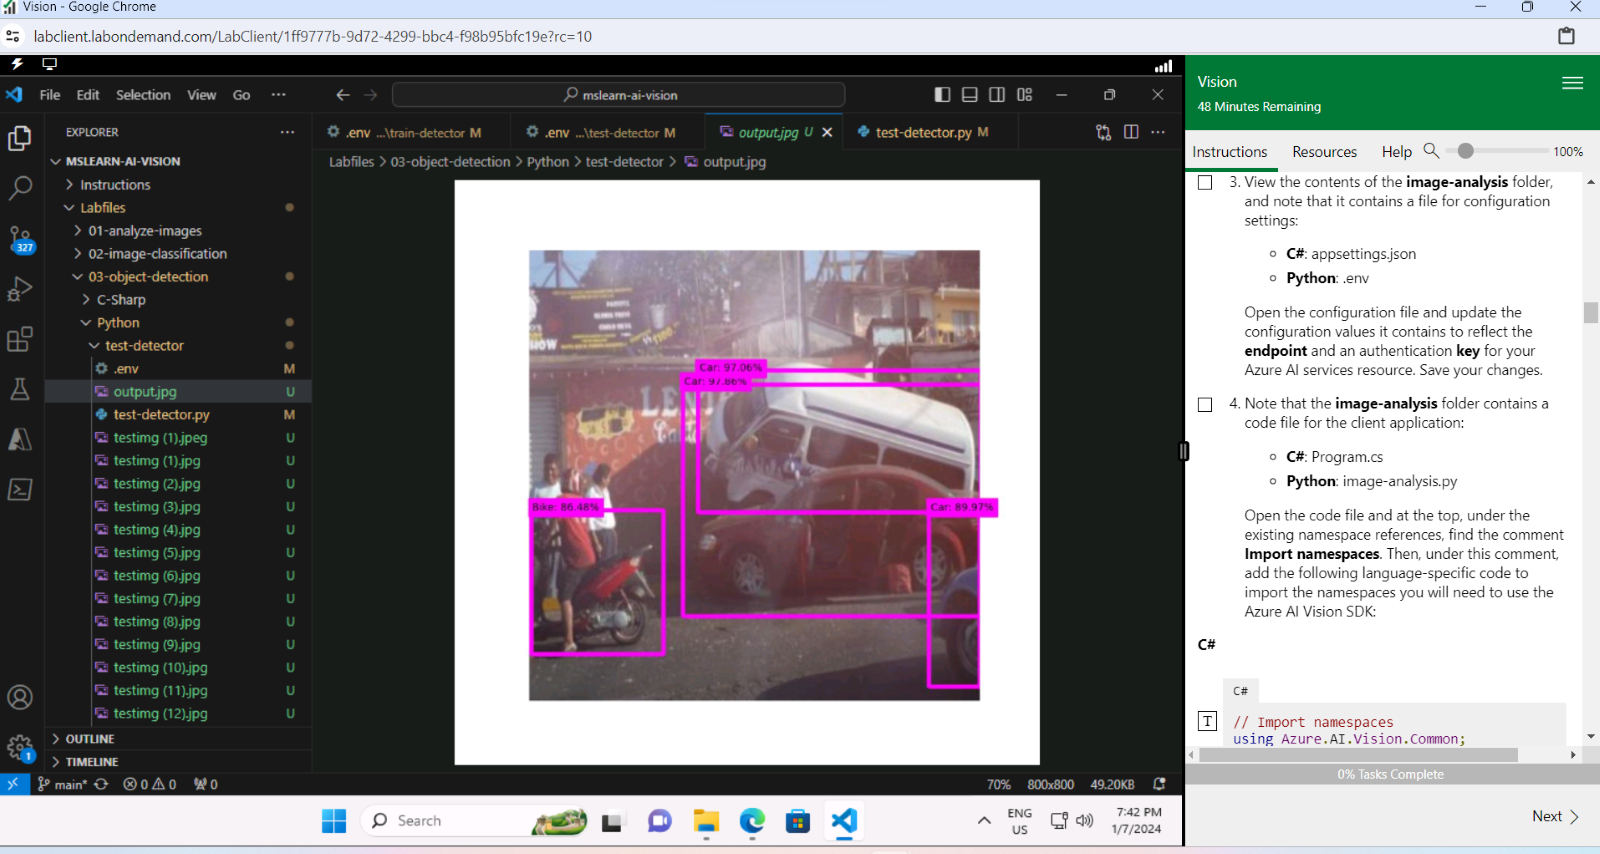 Vision - Google Chrome
labclient.labondemand.com/LabClient/1ff9777b-9d72-4299-bbc4-f98b95bfc19e?rc=10
File Edit Selection View Go ...
mslearn-ai-vision
EXPLORER
MSLEARN-AI-VISION
Instructions
Labfiles
01-analyze-images
02-image-classification
03-object-detection
C-Sharp
Python
test-detector
.env M
output.jpg U
test-detector.py M
testimg (1).jpeg U
testimg (1).jpg U
testimg (2).jpg U
testimg (3).jpg U
testimg (4).jpg U
testimg (5).jpg U
testimg (6).jpg U
testimg (7).jpg U
testimg (8).jpg U
testimg (9).jpg U
testimg (10).jpg U
testimg (11).jpg U
testimg (12).jpg U
OUTLINE
TIMELINE
327
1
.env ...\train-detector M
.env ...\test-detector M
output.jpg U
test-detector.py M
Labfiles > 03-object-detection > Python > test-detector > output.jpg
Car: 97.06%
Car: 97.86%
Bike: 86.48%
Car: 89.97%
main* 0 0 0
70% 800x800 49.20KB
Search
ENG
US
7:42 PM
1/7/2024
Vision
48 Minutes Remaining
Instructions Resources Help 100%
3. View the contents of the image-analysis folder,
and note that it contains a file for configuration
settings:
C#: appsettings.json
Python: .env
Open the configuration file and update the
configuration values it contains to reflect the
endpoint and an authentication key for your
Azure AI services resource. Save your changes.
4. Note that the image-analysis folder contains a
code file for the client application:
C#: Program.cs
Python: image-analysis.py
Open the code file and at the top, under the
existing namespace references, find the comment
Import namespaces. Then, under this comment,
add the following language-specific code to
import the namespaces you will need to use the
Azure AI Vision SDK:
C#
C#
T
// Import namespaces
using Azure.AI.Vision.Common;
0% Tasks Complete
Next